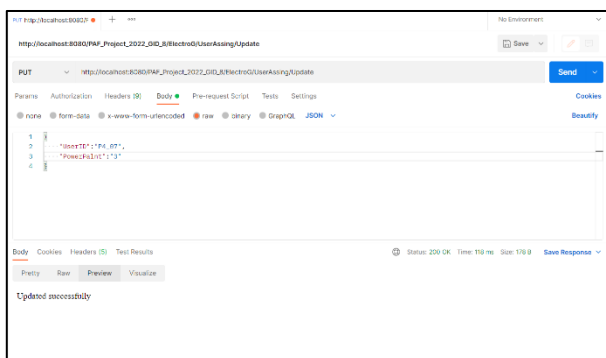 PUT http://localhost:8080/P
No Environment
http://localhost:8080/PAF_Project_2022_GID_8/ElectroG/UserAssing/Update
Save
PUT http://localhost:8080/PAF_Project_2022_GID_8/ElectroG/UserAssing/Update Send
Params Authorization Headers (9) Body Pre-request Script Tests Settings Cookies
none form-data x-www-form-urlencoded raw binary GraphQL JSON Beautify
1 {
2 "UserID":"P4_07",
3 "PowerPaint":"3"
4 }
Body Cookies Headers (5) Test Results Status: 200 OK Time: 118 ms Size: 178 B Save Response
Pretty Raw Preview Visualize
Updated successfully